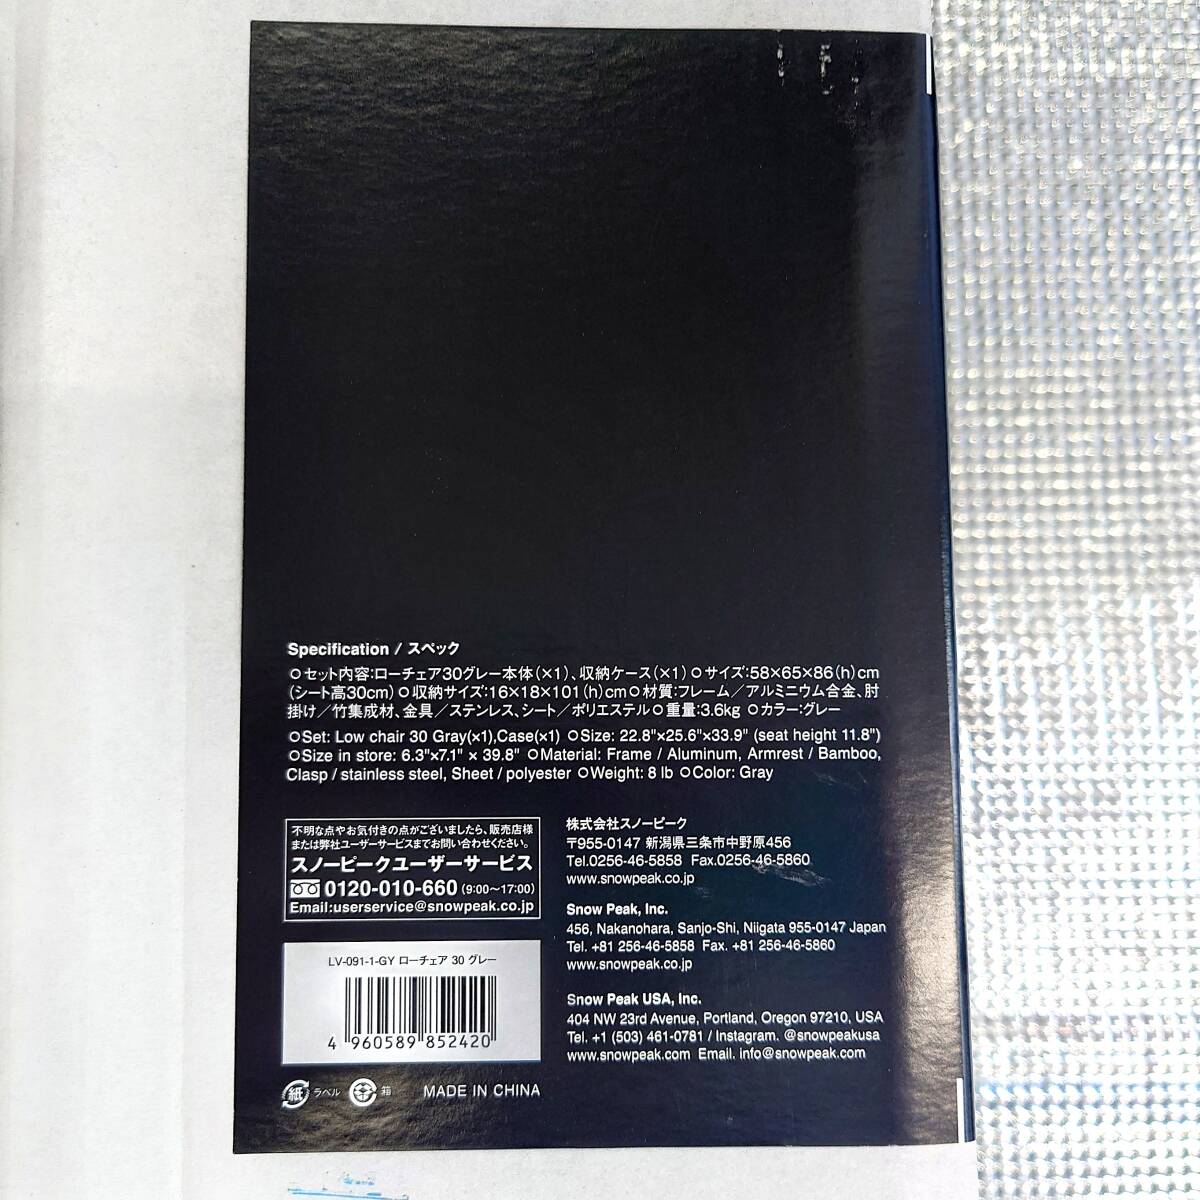 Specification / スペック
○セット内容:ローチェア30グレー本体(×1)、収納ケース(×1) ○サイズ:58×65×86(h)cm
(シート高30cm) ○収納サイズ:16×18×101(h)cm ○材質:フレーム／アルミニウム合金、肘
掛け／竹集成材、金具／ステンレス、シート／ポリエステル ○重量:3.6kg ○カラー:グレー
○Set: Low chair 30 Gray(×1),Case(×1) ○Size: 22.8"×25.6"×33.9" (seat height 11.8")
○Size in store: 6.3"×7.1" × 39.8" ○Material: Frame / Aluminum, Armrest / Bamboo,
Clasp / stainless steel, Sheet / polyester ○Weight: 8 lb ○Color: Gray
不明な点やお気付きの点がございましたら、販売店様
または弊社ユーザーサービスまでお問い合わせください。
スノーピークユーザーサービス
0120-010-660 (9:00〜17:00)
Email:userservice@snowpeak.co.jp
LV-091-1-GY ローチェア 30 グレー
4 960589 852420
紙 ラベル 箱 MADE IN CHINA
株式会社スノーピーク
〒955-0147 新潟県三条市中野原456
Tel.0256-46-5858 Fax.0256-46-5860
www.snowpeak.co.jp
Snow Peak, Inc.
456, Nakanohara, Sanjo-Shi, Niigata 955-0147 Japan
Tel. +81 256-46-5858 Fax. +81 256-46-5860
www.snowpeak.co.jp
Snow Peak USA, Inc.
404 NW 23rd Avenue, Portland, Oregon 97210, USA
Tel. +1 (503) 461-0781 / Instagram. @snowpeakusa
www.snowpeak.com Email. info@snowpeak.com